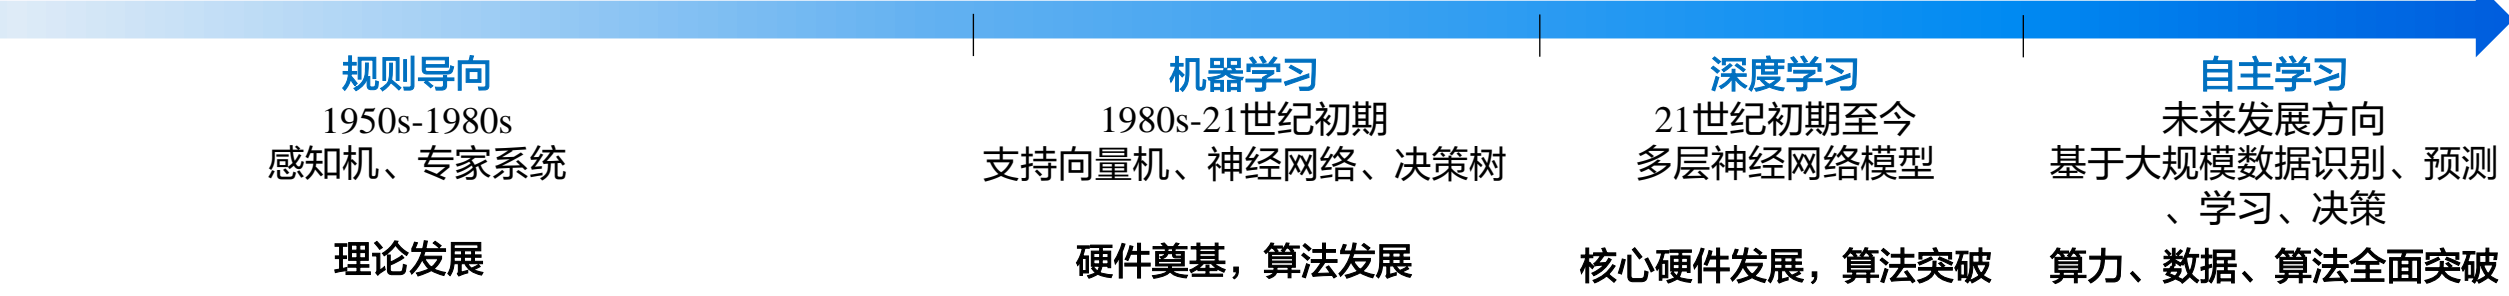 规则导向
1950s-1980s
感知机、专家系统
理论发展
机器学习
1980s-21世纪初期
支持向量机、神经网络、决策树
硬件奠基，算法发展
深度学习
21世纪初期至今
多层神经网络模型
核心硬件发展，算法突破
自主学习
未来发展方向
基于大规模数据识别、预测
、学习、决策
算力、数据、算法全面突破